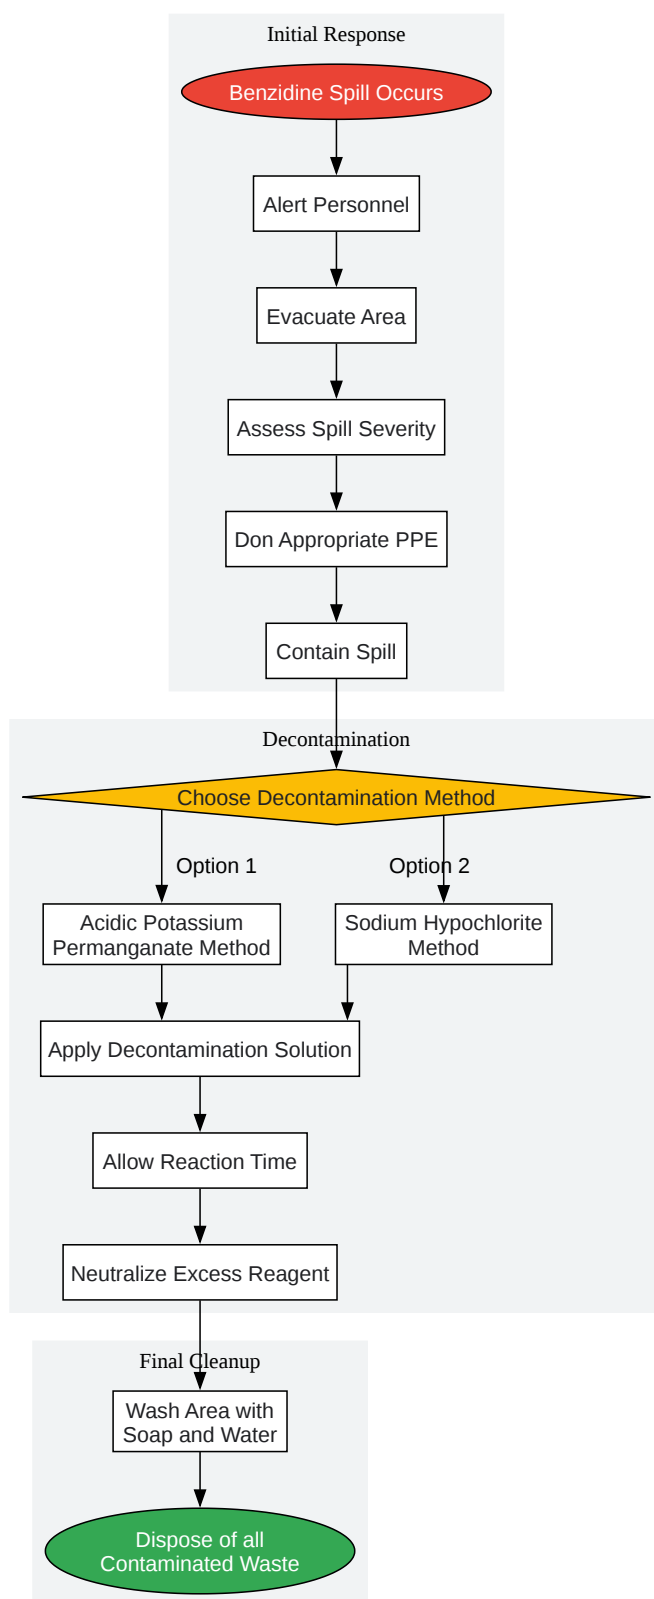 Initial Response
Benzidine Spill Occurs
Alert Personnel
Evacuate Area
Assess Spill Severity
Don Appropriate PPE
Contain Spill
Decontamination
Choose Decontamination Method
Option 1
Option 2
Acidic Potassium
Permanganate Method
Sodium Hypochlorite
Method
Apply Decontamination Solution
Allow Reaction Time
Neutralize Excess Reagent
Final Cleanup
Wash Area with
Soap and Water
Dispose of all
Contaminated Waste